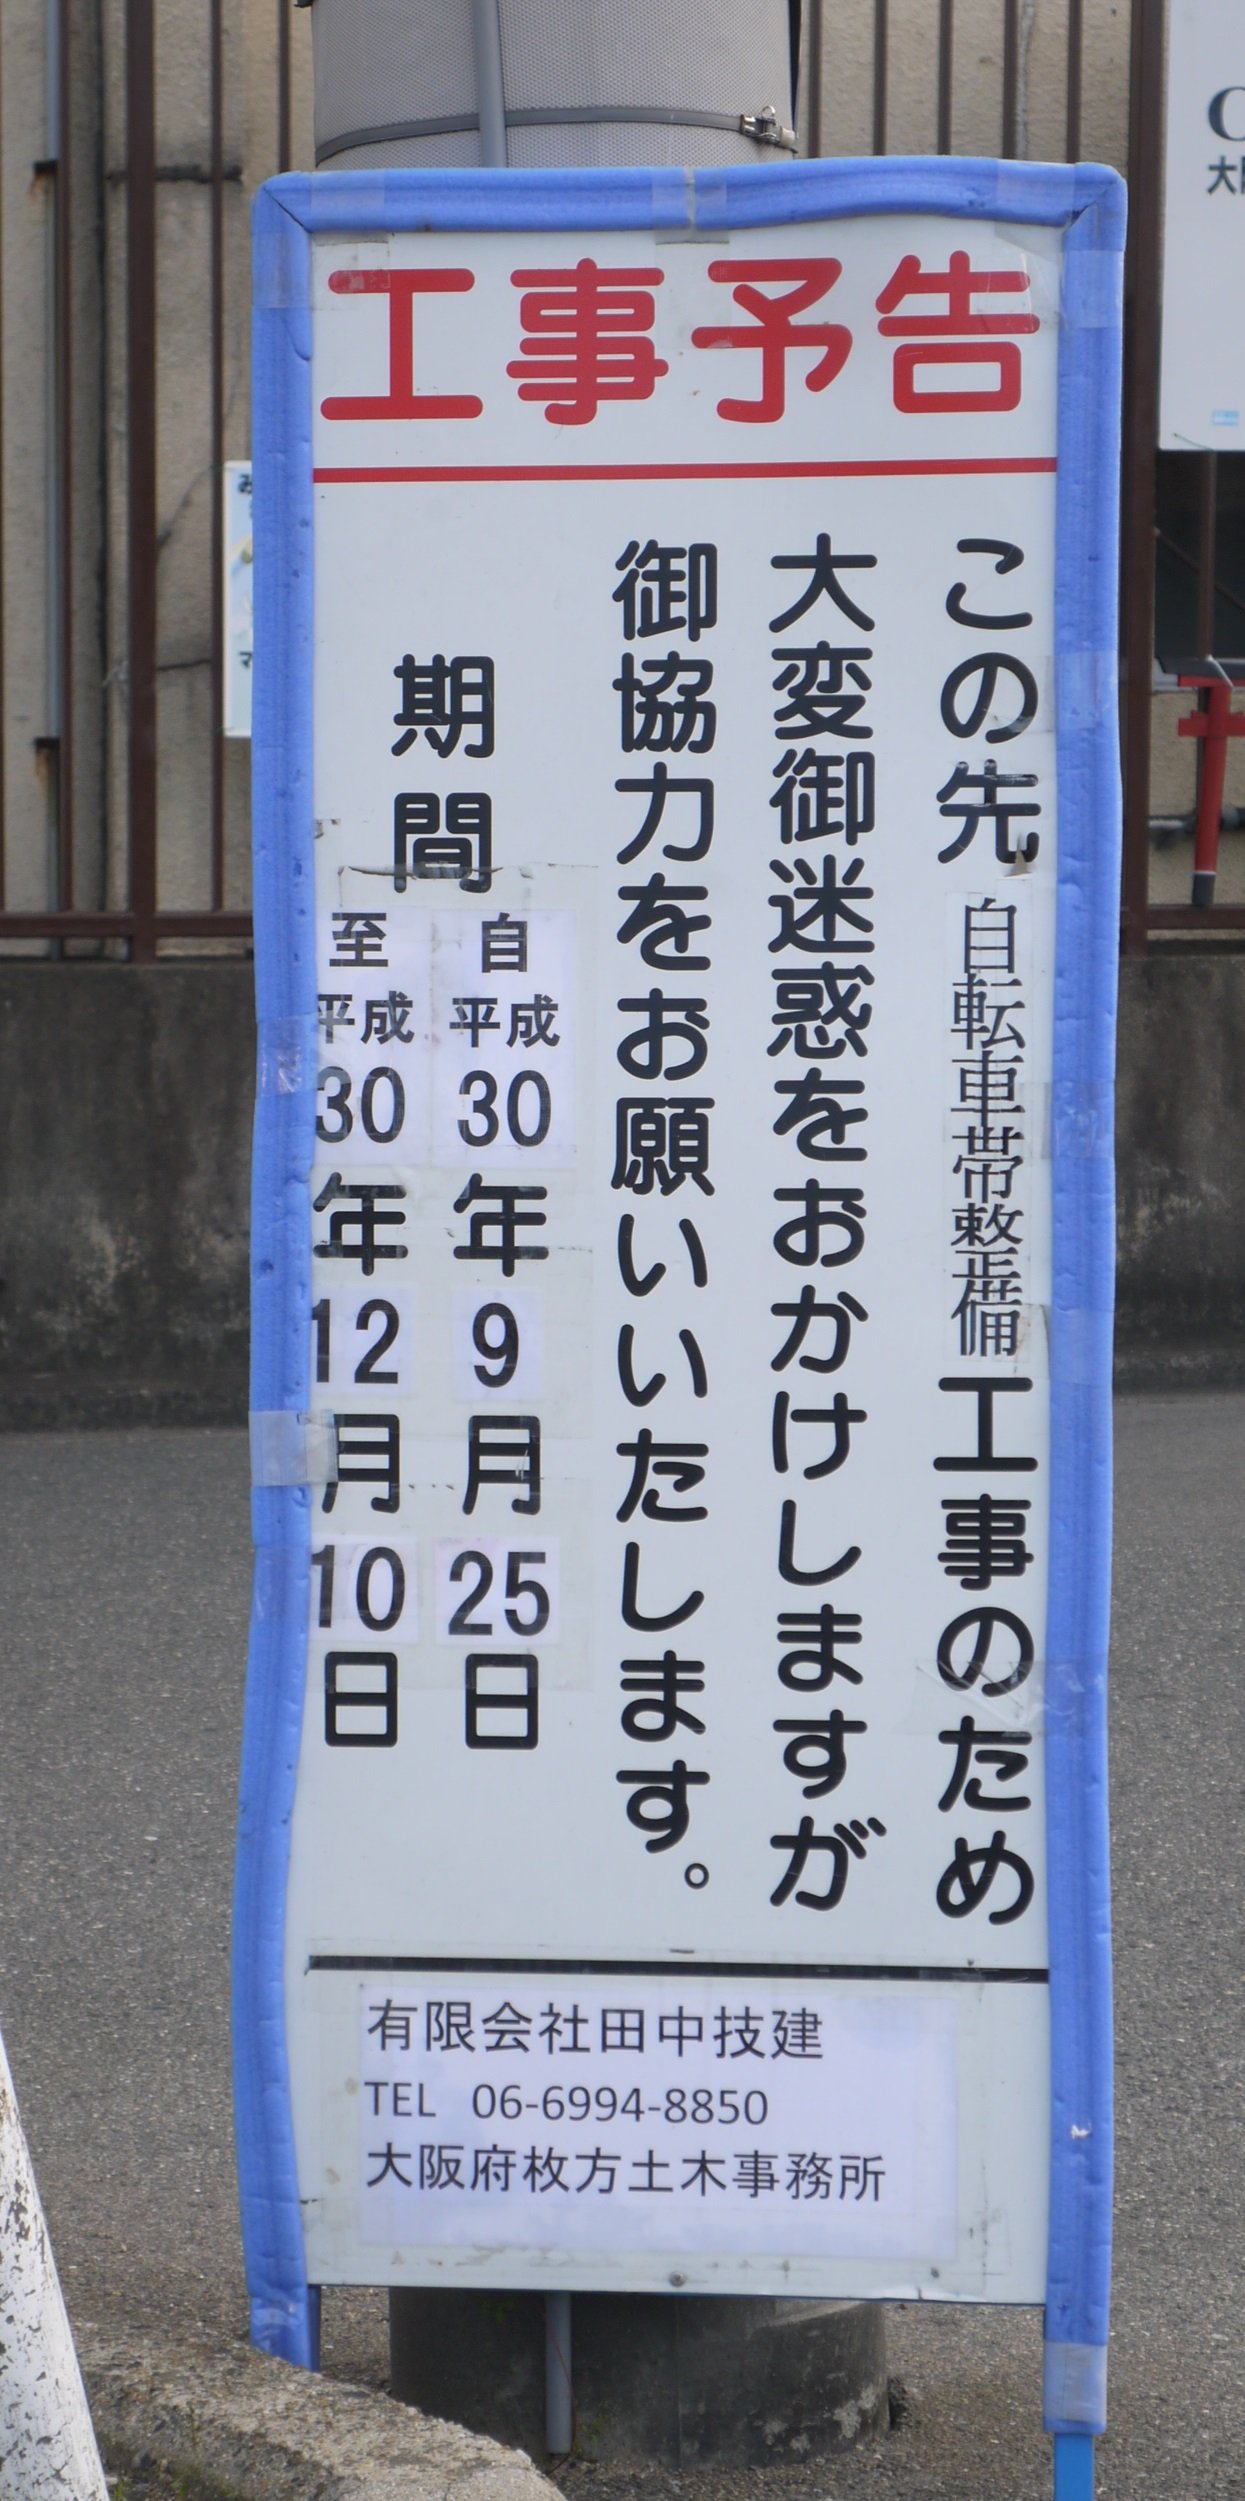 工事予告
この先自転車帯整備工事のため
大変御迷惑をおかけしますが
御協力をお願いいたします。
期間
自平成30年9月25日
至平成30年12月10日
有限会社田中技建
TEL 06-6994-8850
大阪府枚方土木事務所